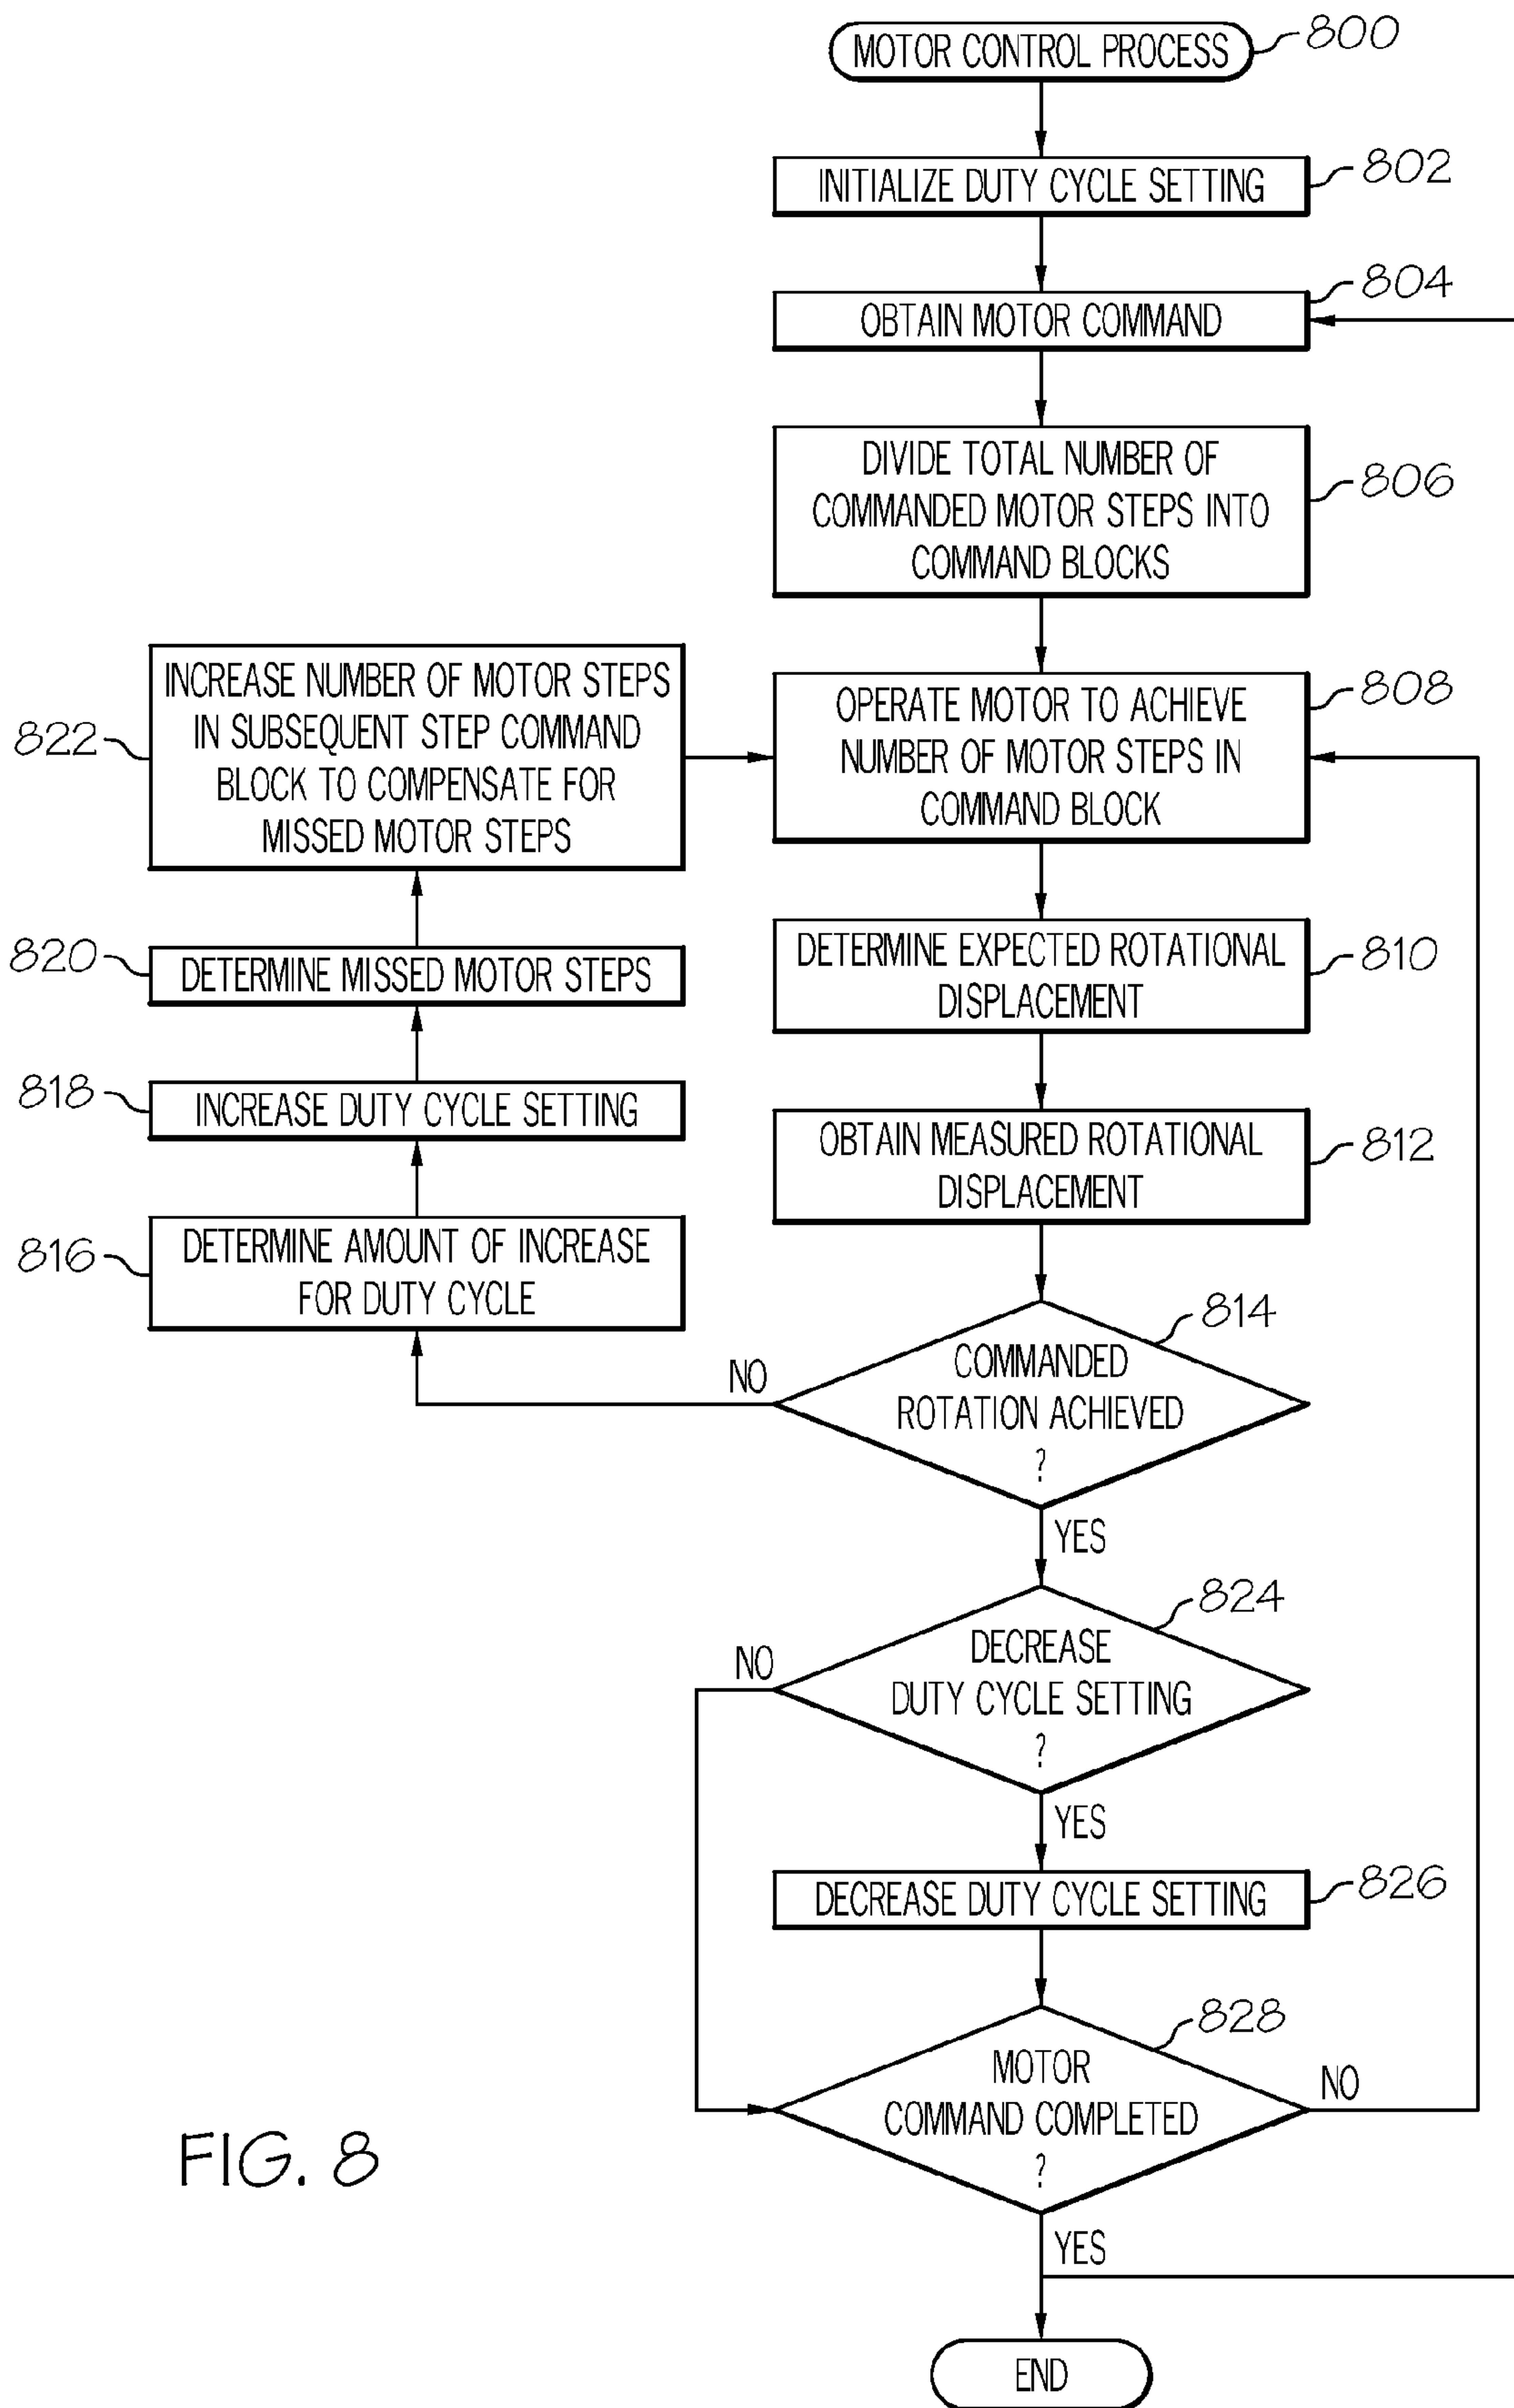 MOTOR CONTROL PROCESS
800
INITIALIZE DUTY CYCLE SETTING
802
OBTAIN MOTOR COMMAND
804
DIVIDE TOTAL NUMBER OF
COMMANDED MOTOR STEPS INTO
COMMAND BLOCKS
806
OPERATE MOTOR TO ACHIEVE
NUMBER OF MOTOR STEPS IN
COMMAND BLOCK
808
DETERMINE EXPECTED ROTATIONAL
DISPLACEMENT
810
OBTAIN MEASURED ROTATIONAL
DISPLACEMENT
812
COMMANDED
ROTATION ACHIEVED
?
814
NO
YES
DETERMINE AMOUNT OF INCREASE
FOR DUTY CYCLE
816
INCREASE DUTY CYCLE SETTING
818
DETERMINE MISSED MOTOR STEPS
820
INCREASE NUMBER OF MOTOR STEPS
IN SUBSEQUENT STEP COMMAND
BLOCK TO COMPENSATE FOR
MISSED MOTOR STEPS
822
DECREASE
DUTY CYCLE SETTING
?
824
NO
YES
DECREASE DUTY CYCLE SETTING
826
MOTOR
COMMAND COMPLETED
?
828
NO
YES
END
FIG. 8